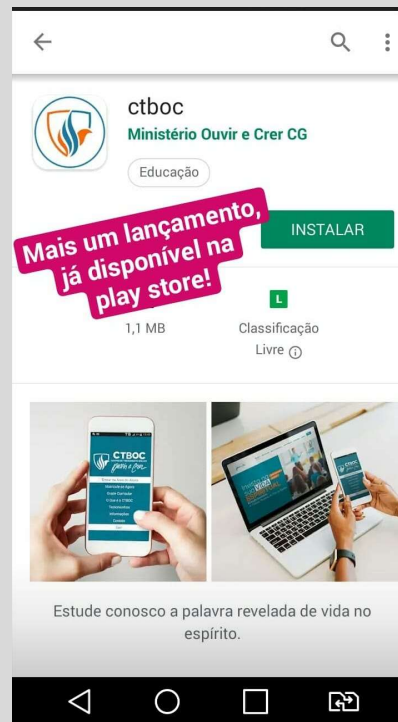 ctboc
Ministério Ouvir e Crer CG
Educação
Mais um lançamento,
já disponível na
play store!
INSTALAR
L
1,1 MB
Classificação
Livre
CTBOC
Estude conosco a palavra revelada de vida no
espírito.